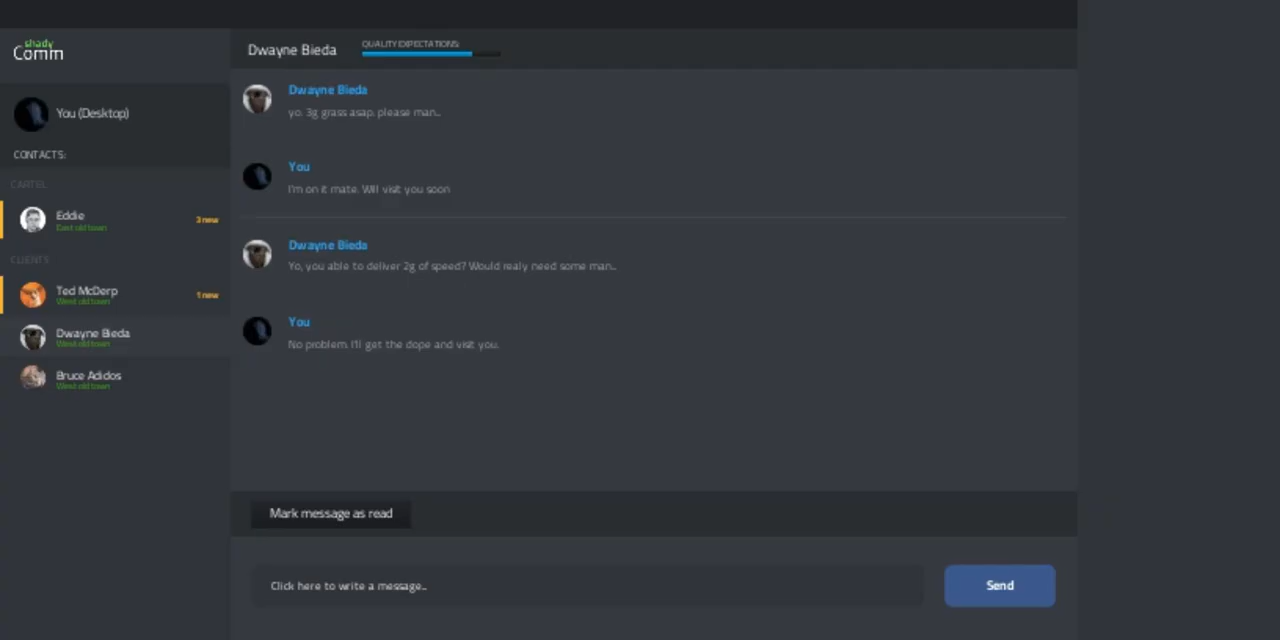 shady
Comm
You (Desktop)
CONTACTS:
CARTEL
Eddie
East old town
3 new
CLIENTS
Ted McDerp
West old town
1 new
Dwayne Bieda
West old town
Bruce Adidos
West old town
Dwayne Bieda
QUALITY EXPECTATIONS:
Dwayne Bieda
yo. 3g grass asap, please man...
You
I'm on it mate. Will visit you soon
Dwayne Bieda
Yo, you able to deliver 2g of speed? Would realy need some man...
You
No problem. I'll get the dope and visit you.
Mark message as read
Click here to write a message...
Send